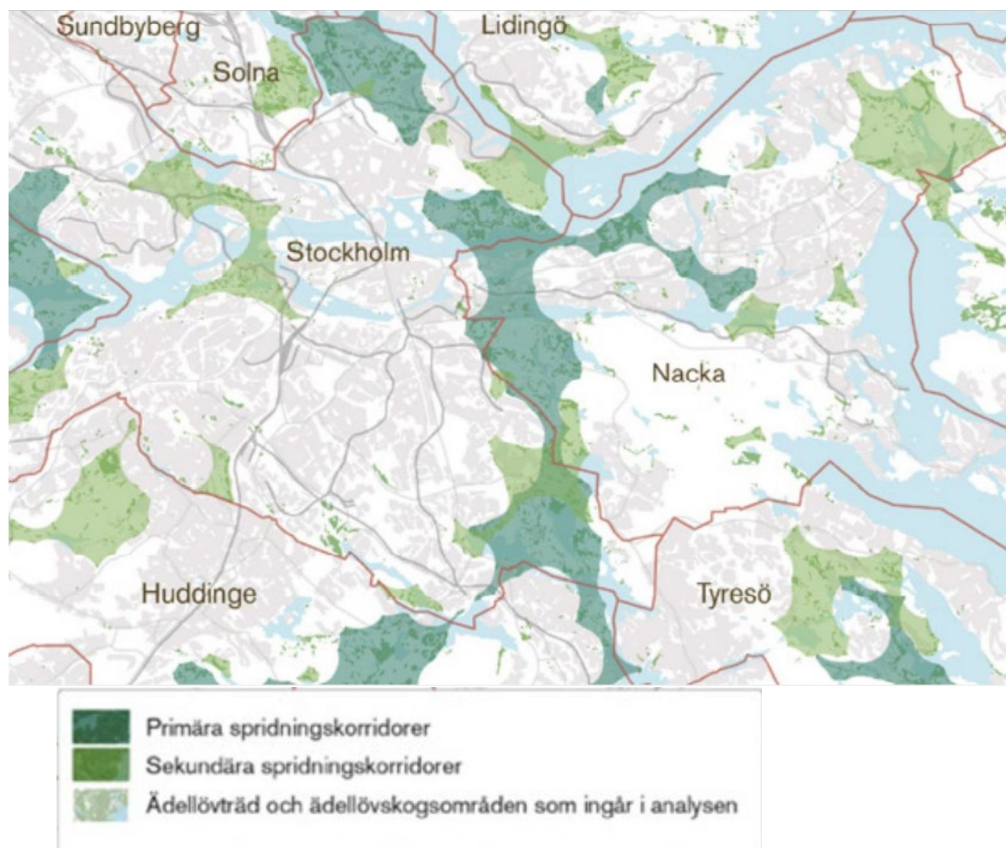 Sundbyberg
Lidingö
Solna
Stockholm
Nacka
Huddinge
Tyresö
Primära spridningskorridorer
Sekundära spridningskorridorer
Ädellövträd och ädellövskogsområden som ingår i analysen